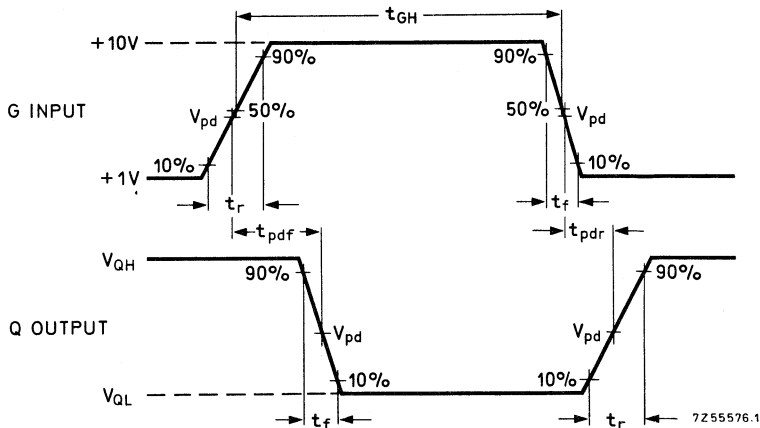 t_GH
+10V
90%
90%
G INPUT
V_pd
50%
50%
V_pd
10%
10%
+1V
t_r
t_f
t_pdf
t_pdr
V_QH
90%
90%
Q OUTPUT
V_pd
V_pd
10%
10%
V_QL
t_f
t_r
7Z55576.1